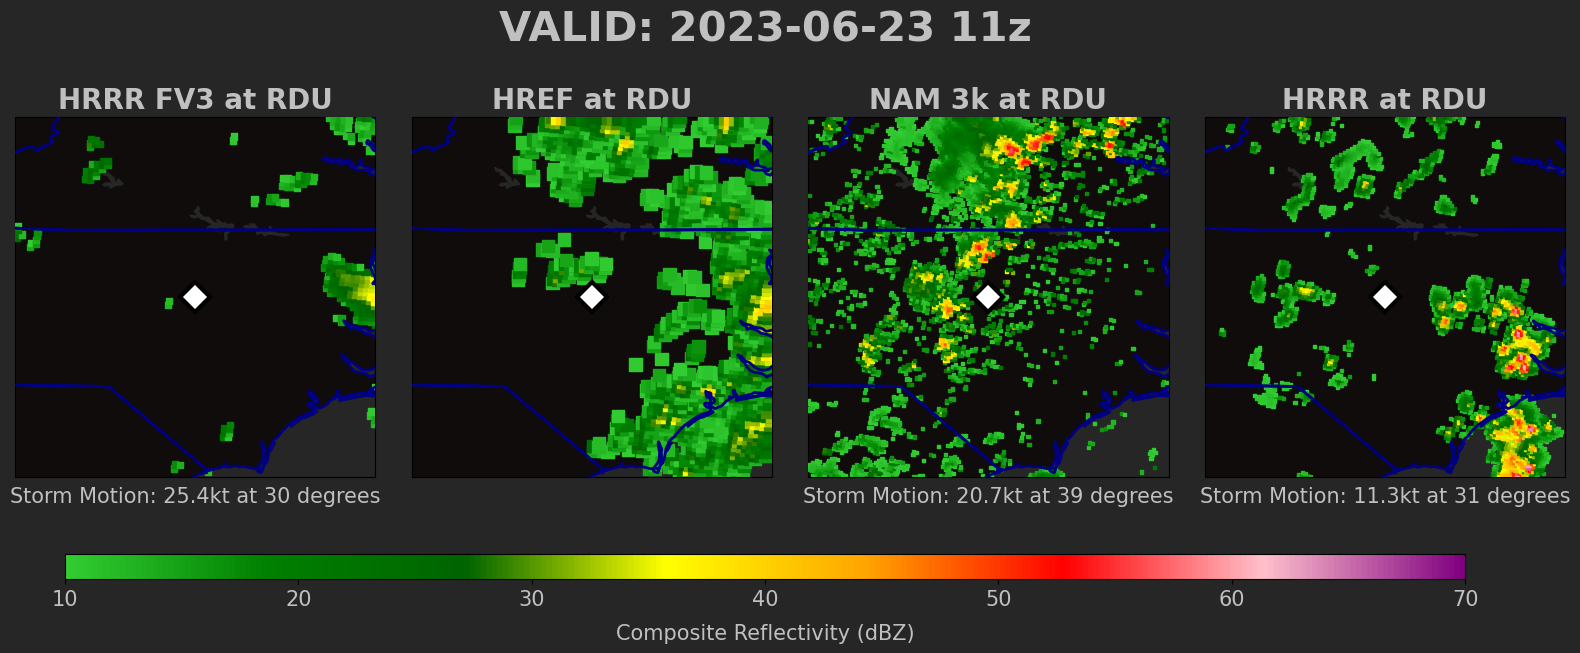 VALID: 2023-06-23 11z
HRRR FV3 at RDU
HREF at RDU
NAM 3k at RDU
HRRR at RDU
Storm Motion: 25.4kt at 30 degrees
Storm Motion: 20.7kt at 39 degrees
Storm Motion: 11.3kt at 31 degrees
10 20 30 40 50 60 70
Composite Reflectivity (dBZ)